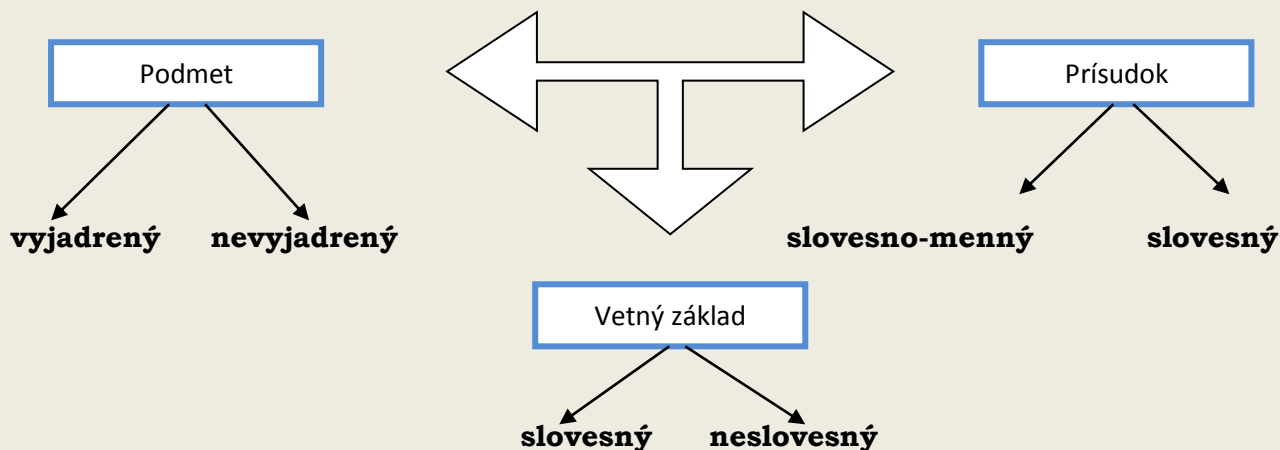 Podmet
Prísudok
vyjadrený nevyjadrený
slovesno-menný slovesný
Vetný základ
slovesný neslovesný